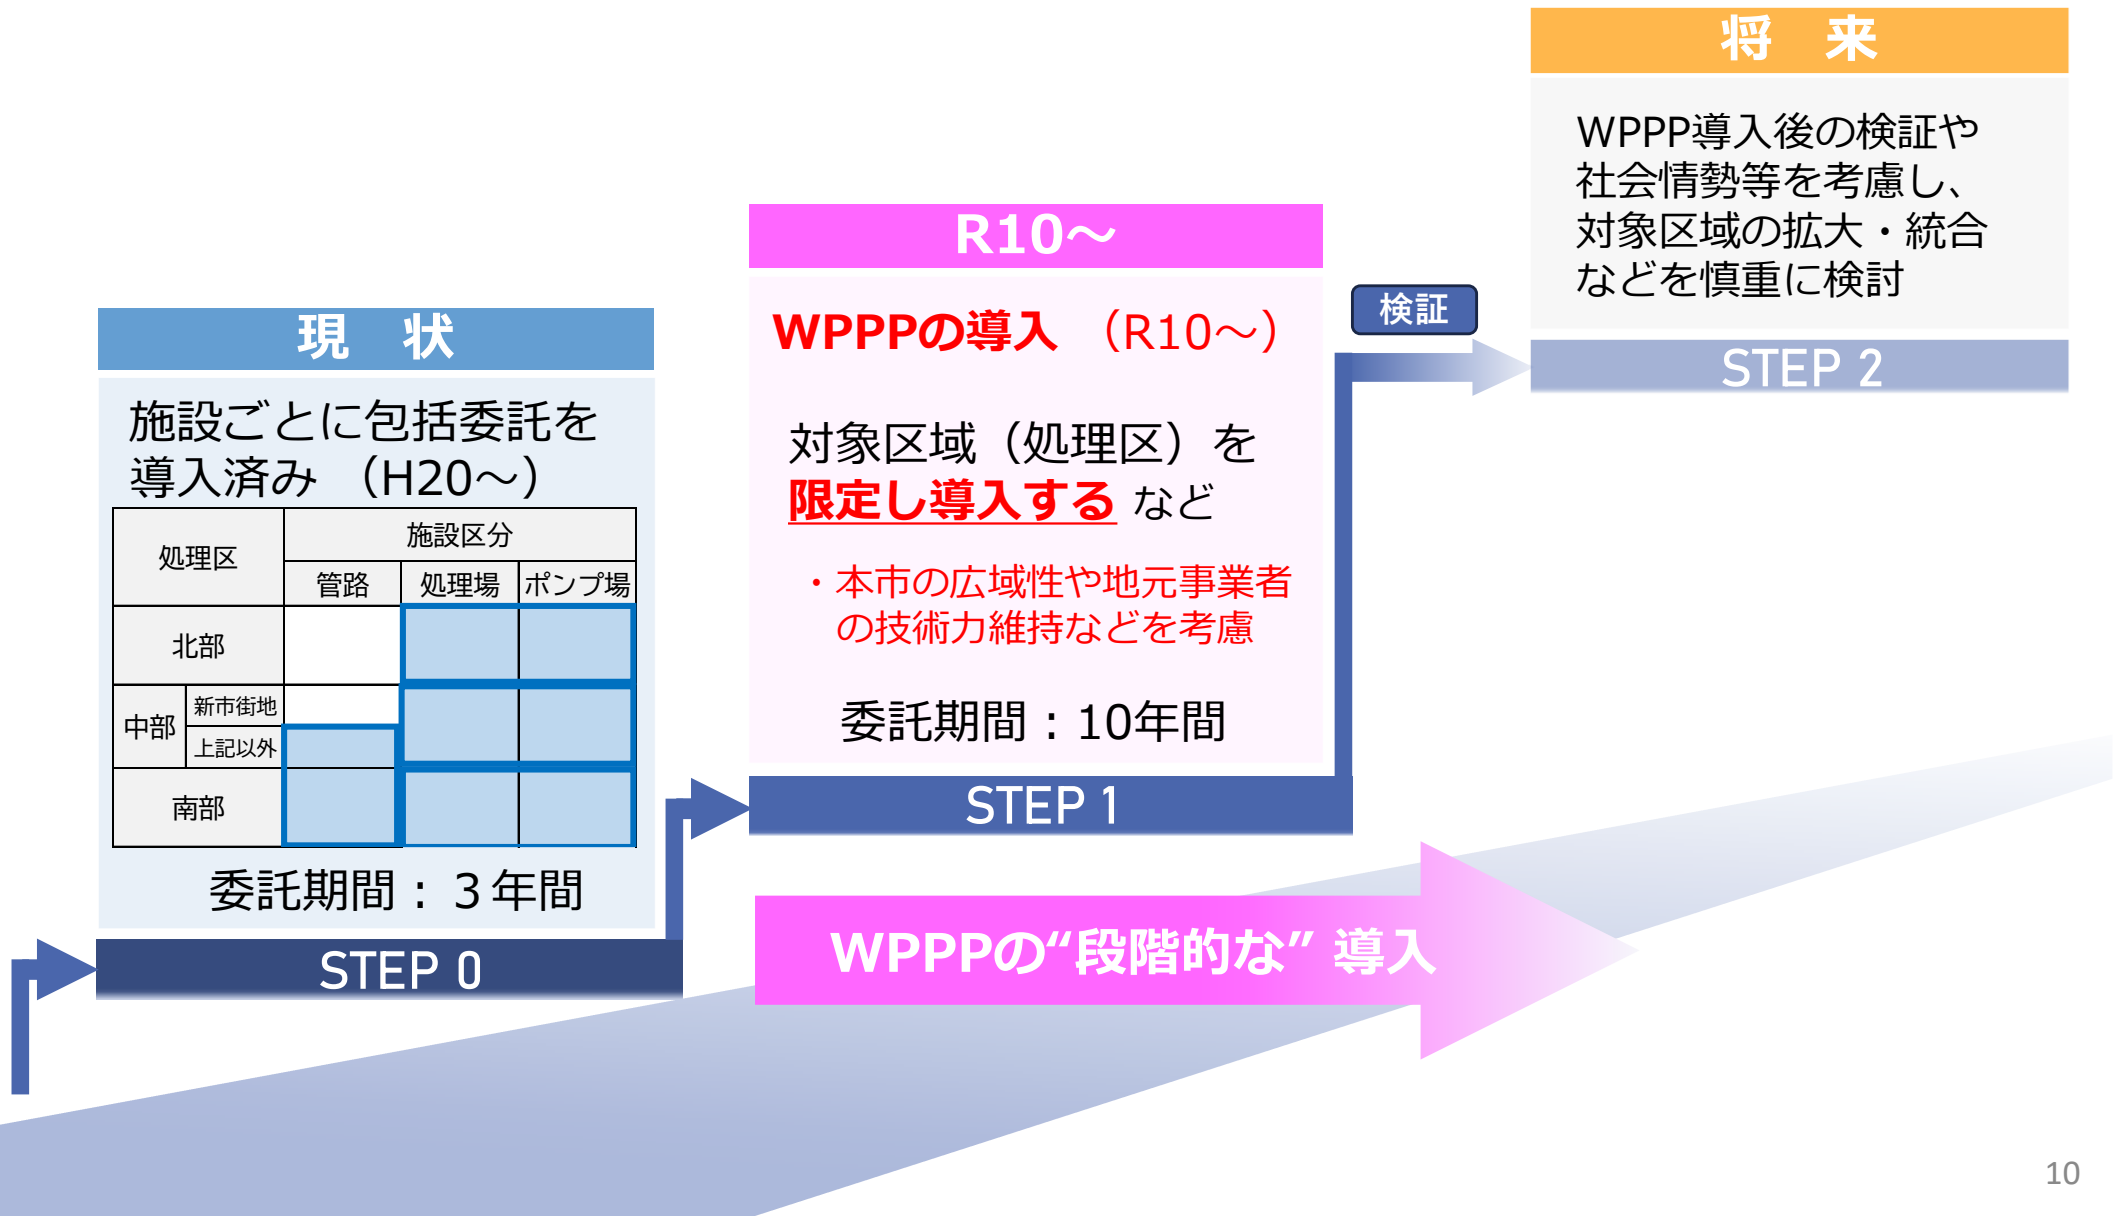 現　状
施設ごとに包括委託を
導入済み （H20～）
処理区
施設区分
管路
処理場
ポンプ場
北部
中部
新市街地
上記以外
南部
委託期間：３年間
STEP 0
R10～
WPPPの導入 （R10～）
対象区域（処理区）を
限定し導入する など
・本市の広域性や地元事業者
の技術力維持などを考慮
委託期間：10年間
STEP 1
検証
将　来
WPPP導入後の検証や
社会情勢等を考慮し、
対象区域の拡大・統合
などを慎重に検討
STEP 2
WPPPの“段階的な” 導入
10